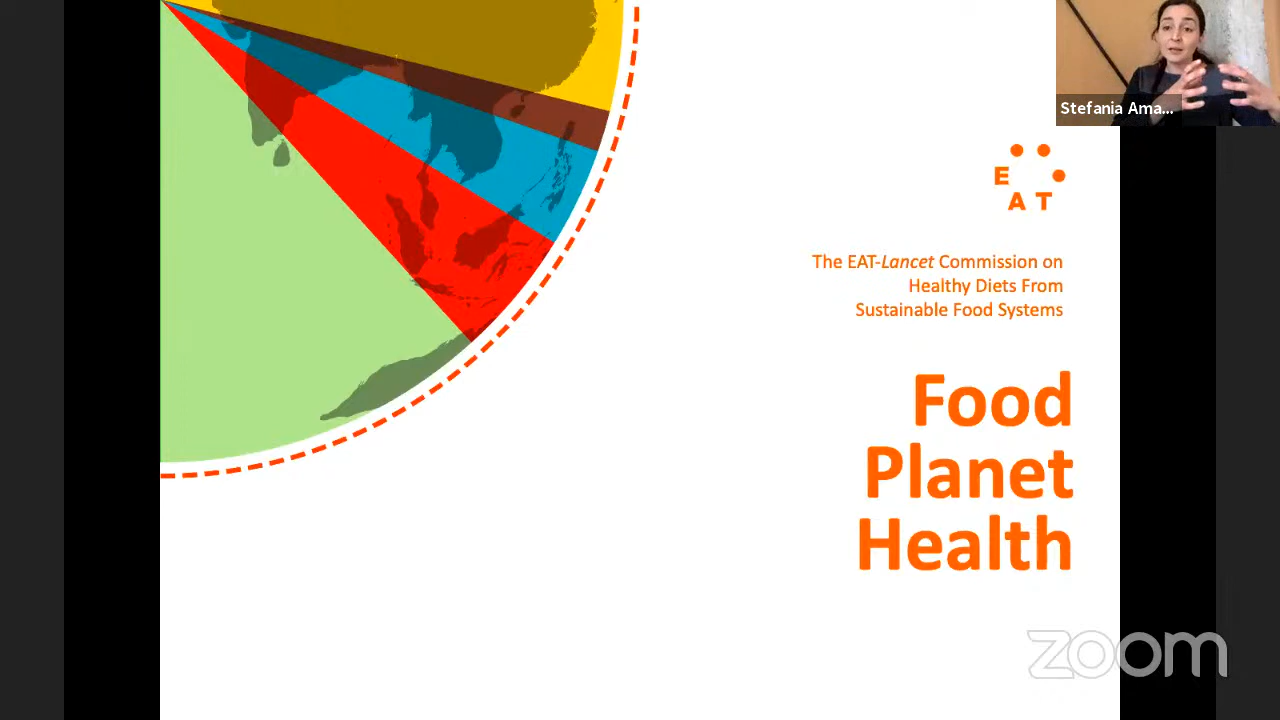 Stefania Ama...
E
A T
The EAT-Lancet Commission on
Healthy Diets From
Sustainable Food Systems
Food
Planet
Health
zoom